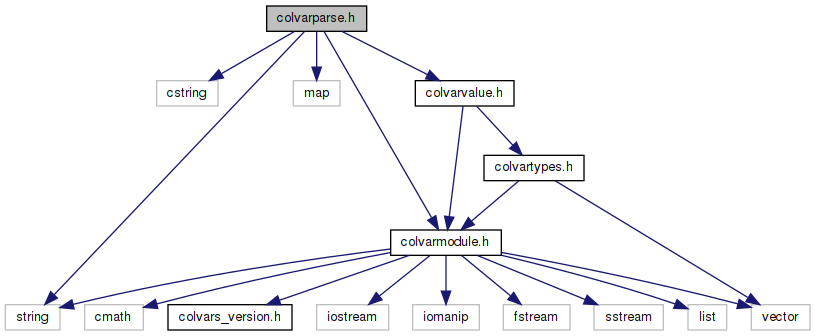 colvarparse.h
cstring
map
colvarvalue.h
colvartypes.h
colvarmodule.h
string
cmath
colvars_version.h
iostream
iomanip
fstream
sstream
list
vector